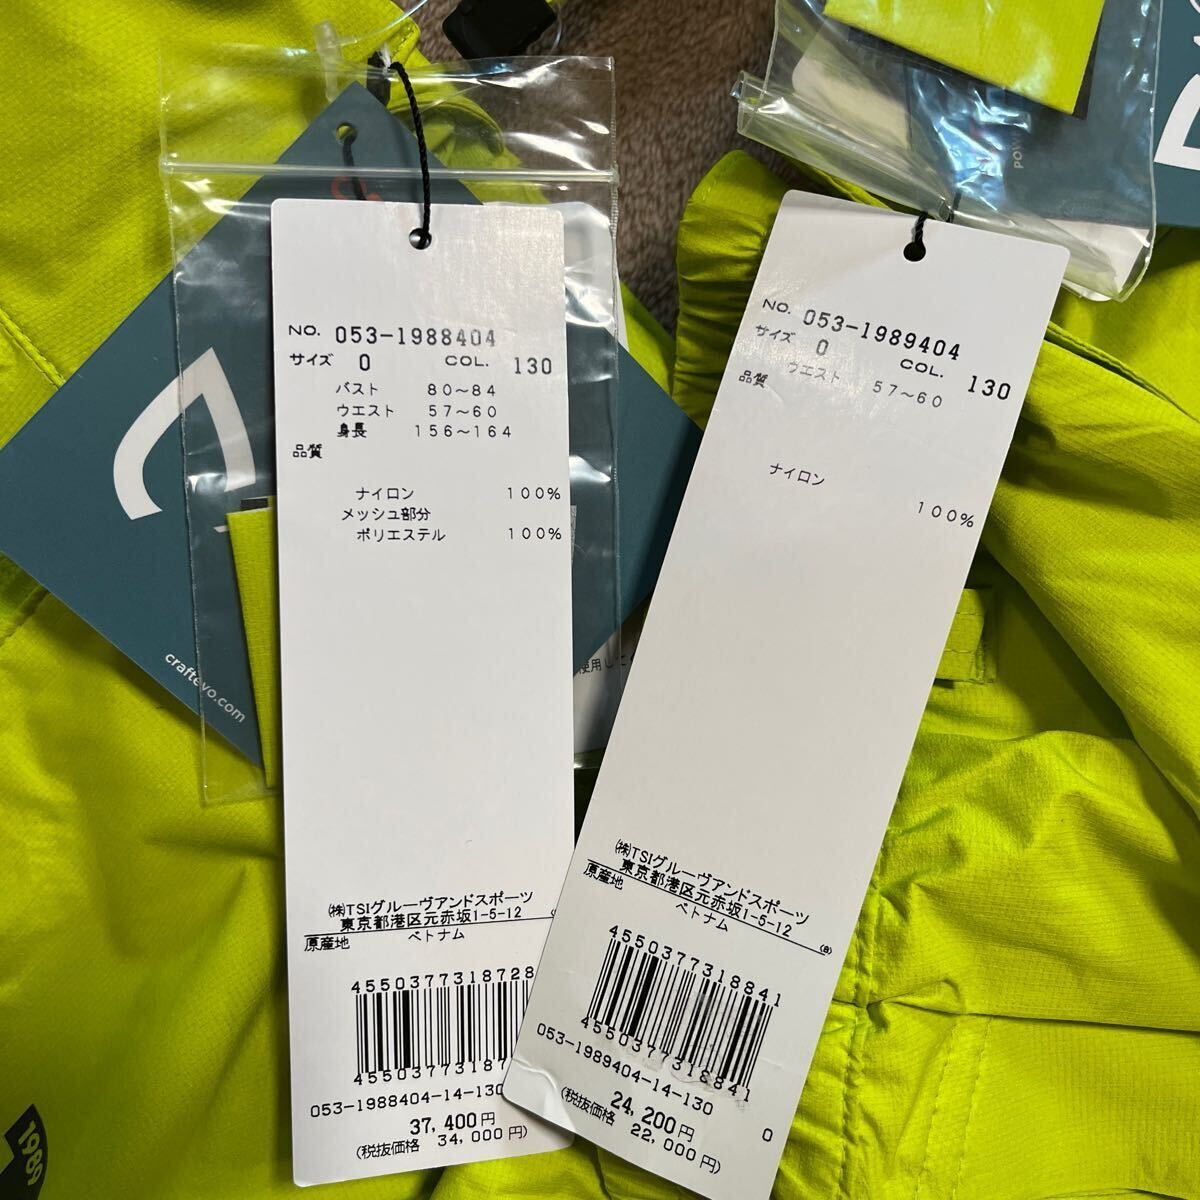 NO. 053-1988404
サイズ 0 COL. 130
バスト 80～84
ウエスト 57～60
身長 156～164
品質
ナイロン 100%
メッシュ部分
ポリエステル 100%
(株)TSIグルーヴアンドスポーツ
東京都港区元赤坂1-5-12
原産地 ベトナム
4550377318728
053-1988404-14-130
37,400円
(税抜価格 34,000円)
NO. 053-1989404
サイズ 0 COL. 130
ウエスト 57～60
品質
ナイロン 100%
(株)TSIグルーヴアンドスポーツ
東京都港区元赤坂1-5-12
原産地 ベトナム
(B)
4550377318841
4550377318841
053-1989404-14-130
24,200円 0
(税抜価格 22,000円)
craftevo.com
使用して
1989